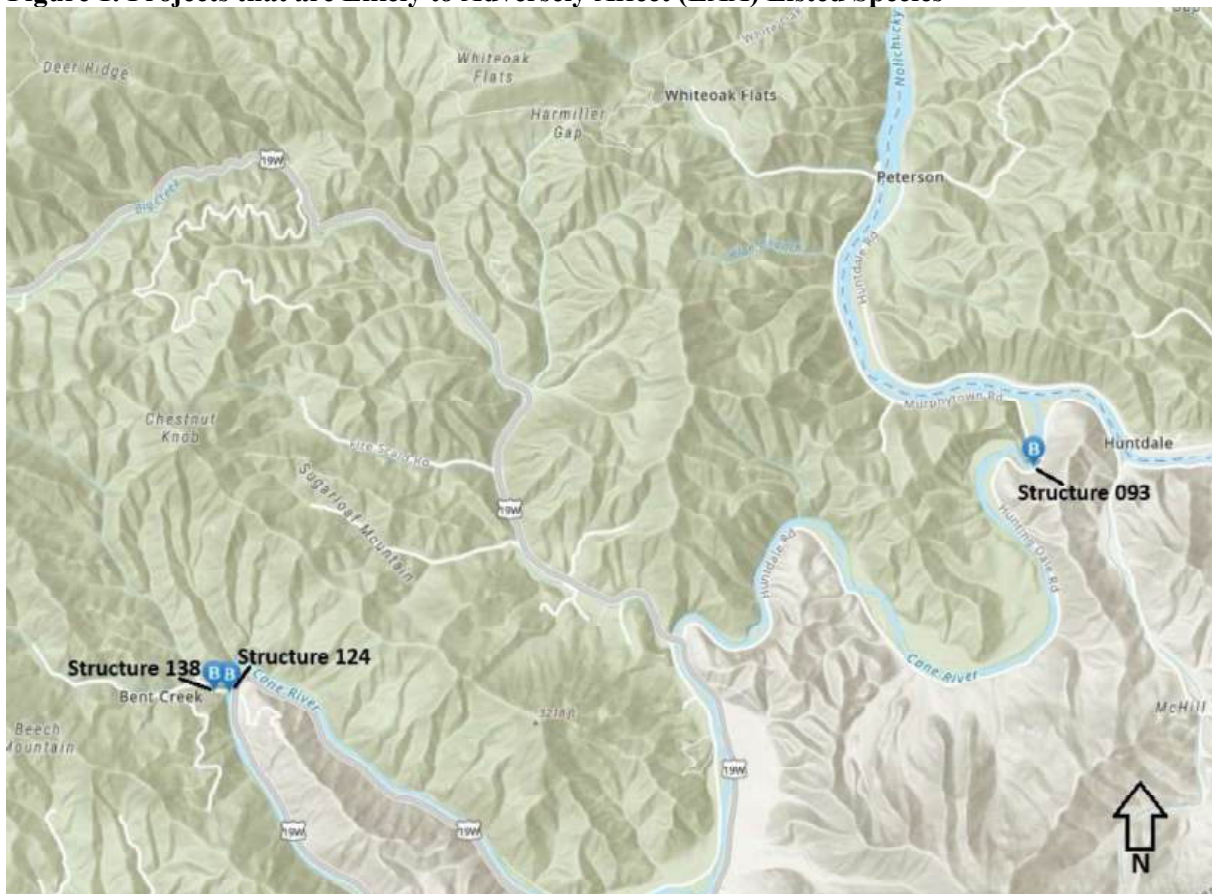 Figure 1. Projects that are Likely to Adversely Affect (LAA) Listed Species
Deer Ridge
Whiteoak
Flats
White Oak
Gap
Nolichucky
Whiteoak Flats
Harmiller
Gap
19W
Big Creek
Peterson
Huntdale Rd
Chestnut
Knob
Murphytown Rd
Huntdale
B
Structure 093
Sugarloaf Mountain
19W
Hunting Dale Rd
Huntdale Rd
Structure 138
B
B
Structure 124
Bent Creek
Cane River
Cane River
McHill
Beech
Mountain
19W
19W
19W
N